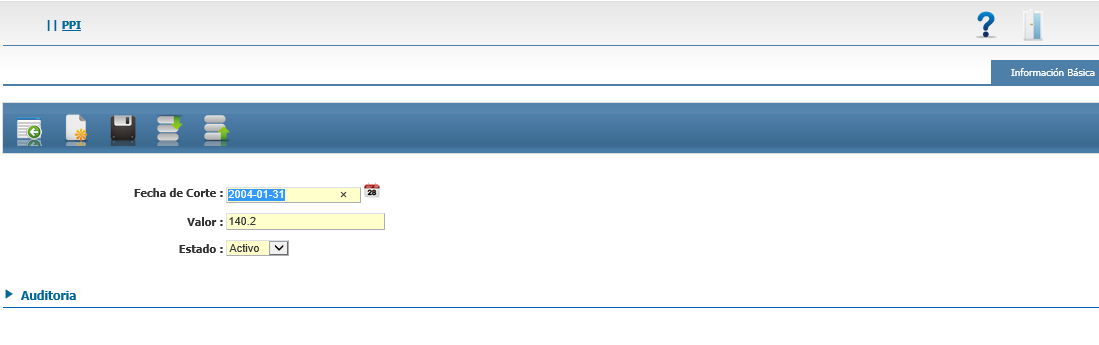 || PPI
?
Información Básica
Fecha de Corte : 2004-01-31 × 28
Valor : 140.2
Estado : Activo
Auditoria